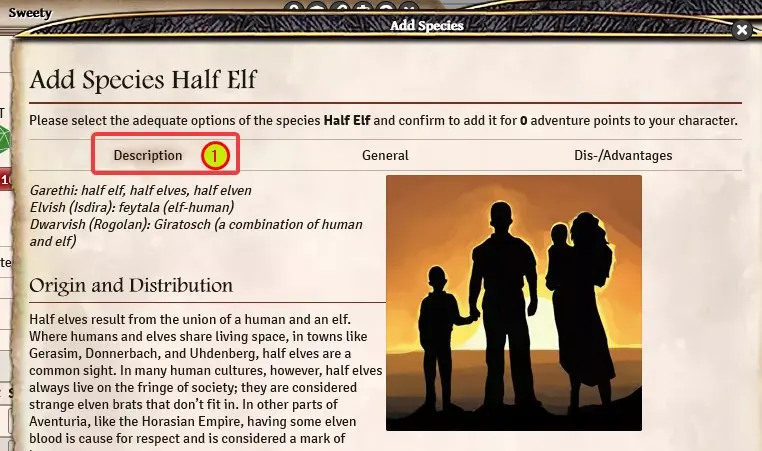 Sweety
Add Species
Add Species Half Elf
Please select the adequate options of the species Half Elf and confirm to add it for 0 adventure points to your character.
Description 1 General Dis-/Advantages
Garethi: half elf, half elves, half elven
Elvish (Isdira): feytala (elf-human)
Dwarvish (Rogolan): Giratosch (a combination of human
and elf)
Origin and Distribution
Half elves result from the union of a human and an elf.
Where humans and elves share living space, in towns like
Gerasim, Donnerbach, and Uhdenberg, half elves are a
common sight. In many human cultures, however, half elves
always live on the fringe of society; they are considered
strange elven brats that don't fit in. In other parts of
Aventuria, like the Horasian Empire, having some elven
blood is cause for respect and is considered a mark of